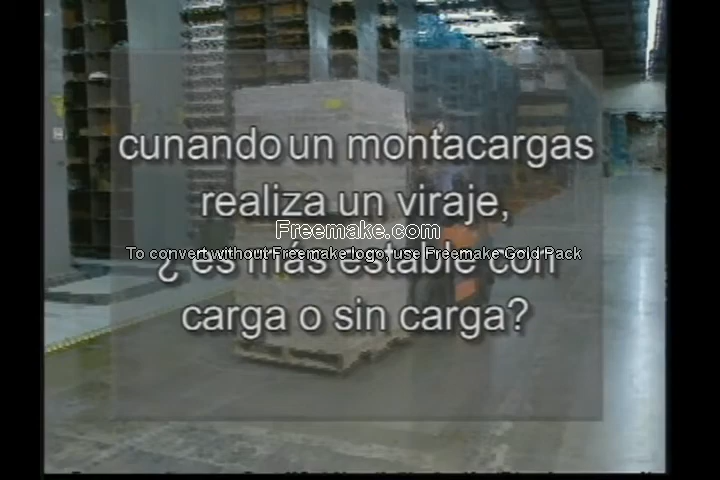 cunando un montacargas
realiza un viraje,
Freemake.com
To convert without Freemake logo, use Freemake Gold Pack
¿ es más estable con
carga o sin carga?